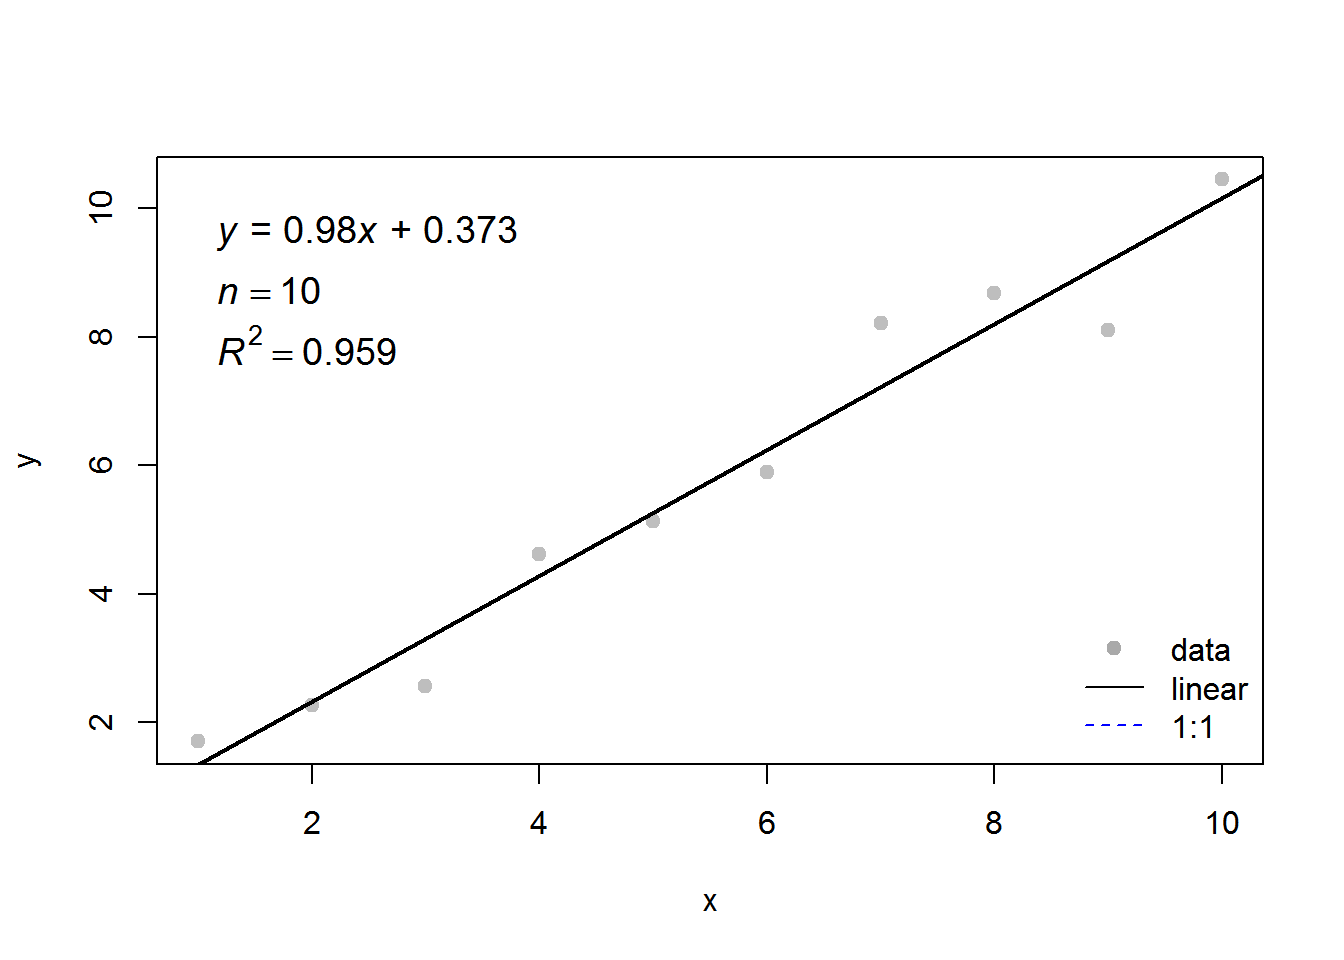 y = 0.98x + 0.373
n = 10
R² = 0.959
10
8
6
4
2
y
data
linear
1:1
2 4 6 8 10
x